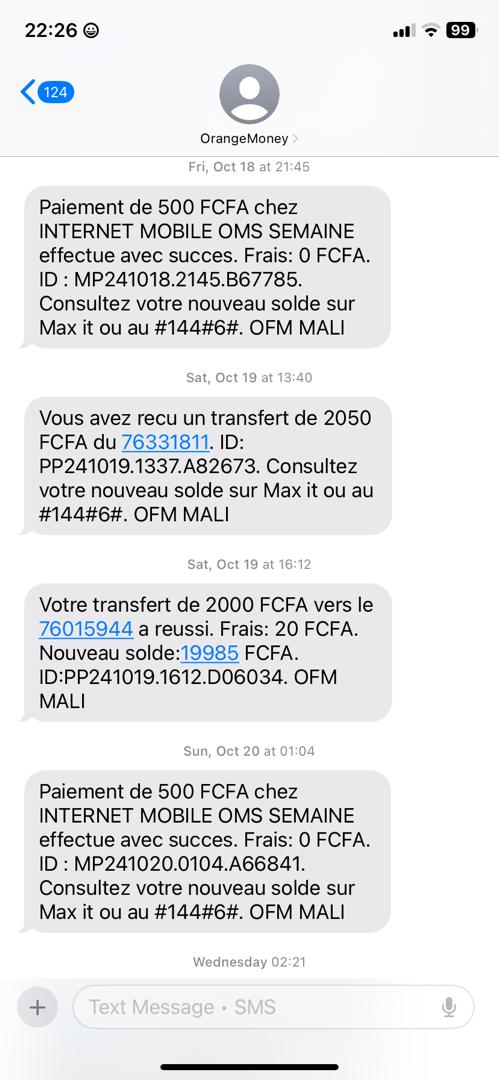 22:26
99
124
OrangeMoney
Fri, Oct 18 at 21:45
Paiement de 500 FCFA chez
INTERNET MOBILE OMS SEMAINE
effectue avec succes. Frais: 0 FCFA.
ID : MP241018.2145.B67785.
Consultez votre nouveau solde sur
Max it ou au #144#6#. OFM MALI
Sat, Oct 19 at 13:40
Vous avez recu un transfert de 2050
FCFA du 76331811. ID:
PP241019.1337.A82673. Consultez
votre nouveau solde sur Max it ou au
#144#6#. OFM MALI
Sat, Oct 19 at 16:12
Votre transfert de 2000 FCFA vers le
76015944 a reussi. Frais: 20 FCFA.
Nouveau solde:19985 FCFA.
ID:PP241019.1612.D06034. OFM
MALI
Sun, Oct 20 at 01:04
Paiement de 500 FCFA chez
INTERNET MOBILE OMS SEMAINE
effectue avec succes. Frais: 0 FCFA.
ID : MP241020.0104.A66841.
Consultez votre nouveau solde sur
Max it ou au #144#6#. OFM MALI
Wednesday 02:21
Text Message • SMS